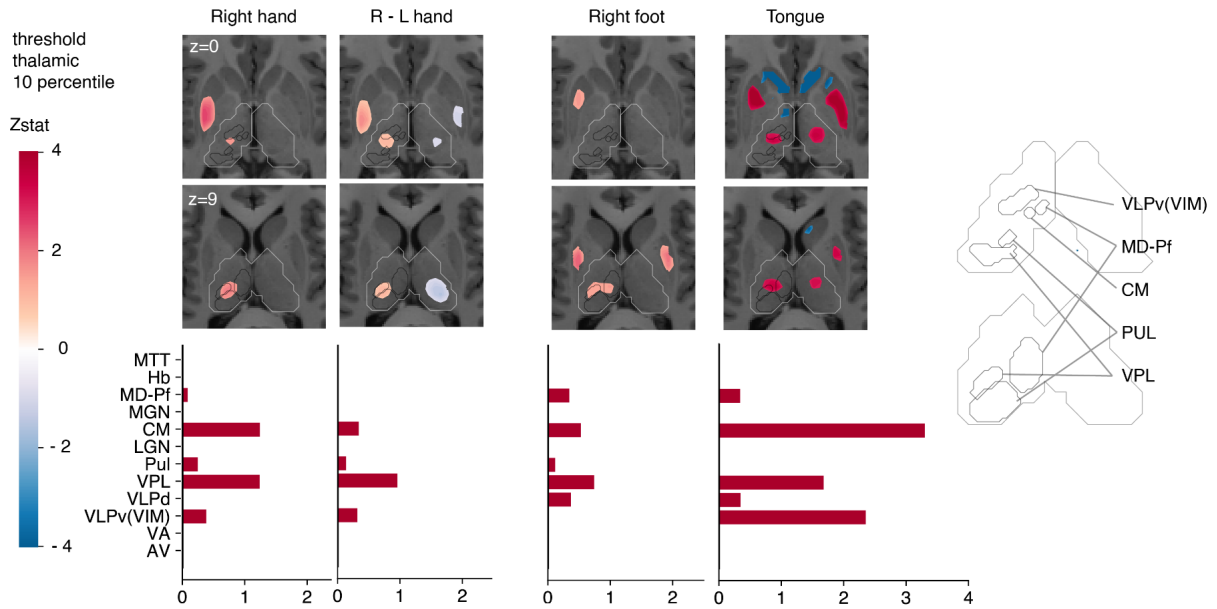 Right hand
R - L hand
Right foot
Tongue
threshold
thalamic
10 percentile
Zstat
4
2
0
- 2
- 4
z=0
z=9
VLPv(VIM)
MD-Pf
CM
PUL
VPL
MTT
Hb
MD-Pf
MGN
CM
LGN
Pul
VPL
VLPd
VLPv(VIM)
VA
AV
0 1 2
0 1 2
0 1 2
0 1 2 3 4